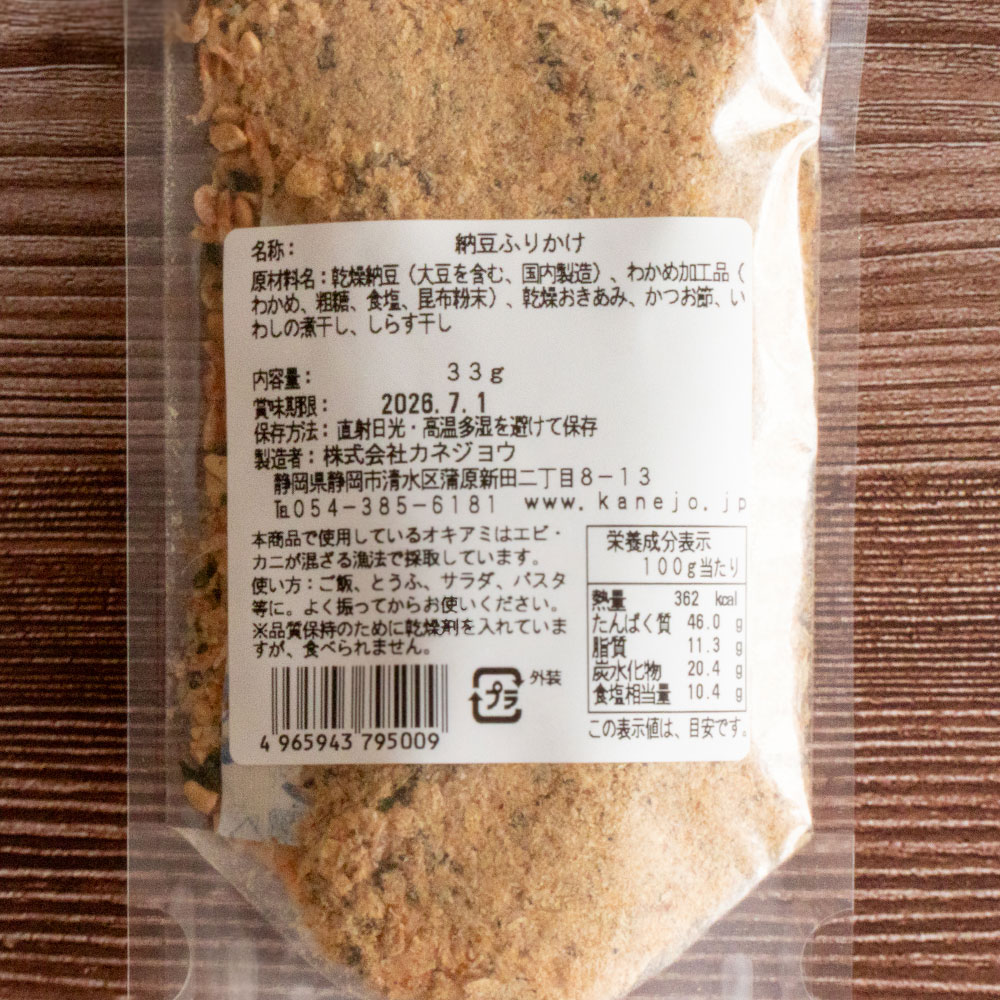 名称： 納豆ふりかけ
原材料名：乾燥納豆（大豆を含む、国内製造）、わかめ加工品（
わかめ、粗糖、食塩、昆布粉末）、乾燥おきあみ、かつお節、い
わしの煮干し、しらす干し
内容量： ３３ｇ
賞味期限： 2026.7.1
保存方法：直射日光・高温多湿を避けて保存
製造者：株式会社カネジョウ
静岡県静岡市清水区蒲原新田二丁目８－１３
℡０５４－３８５－６１８１ ｗｗｗ．ｋａｎｅｊｏ．ｊｐ
本商品で使用しているオキアミはエビ・
カニが混ざる漁法で採取しています。
使い方：ご飯、とうふ、サラダ、パスタ
等に。よく振ってからお使いください。
※品質保持のために乾燥剤を入れていま
すが、食べられません。
栄養成分表示
１００ｇ当たり
熱量 362 kcal
たんぱく質 46.0 g
脂質 11.3 g
炭水化物 20.4 g
食塩相当量 10.4 g
この表示値は、目安です。
プラ 外装
4 965943 795009